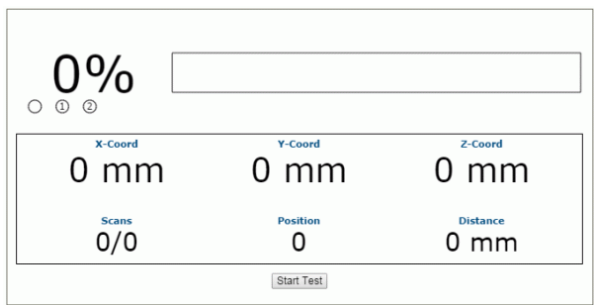 0%
1 2
X-Coord Y-Coord Z-Coord
0 mm 0 mm 0 mm
Scans Position Distance
0/0 0 0 mm
Start Test